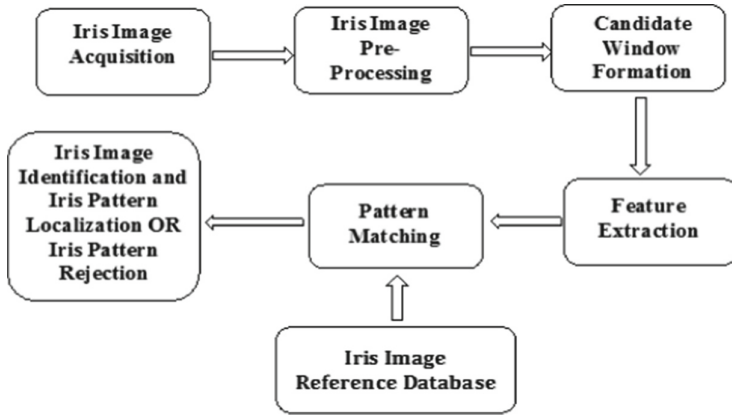 Iris Image
Acquisition
Iris Image
Pre-
Processing
Candidate
Window
Formation
Iris Image
Identification and
Iris Pattern
Localization OR
Iris Pattern
Rejection
Pattern
Matching
Feature
Extraction
Iris Image
Reference Database